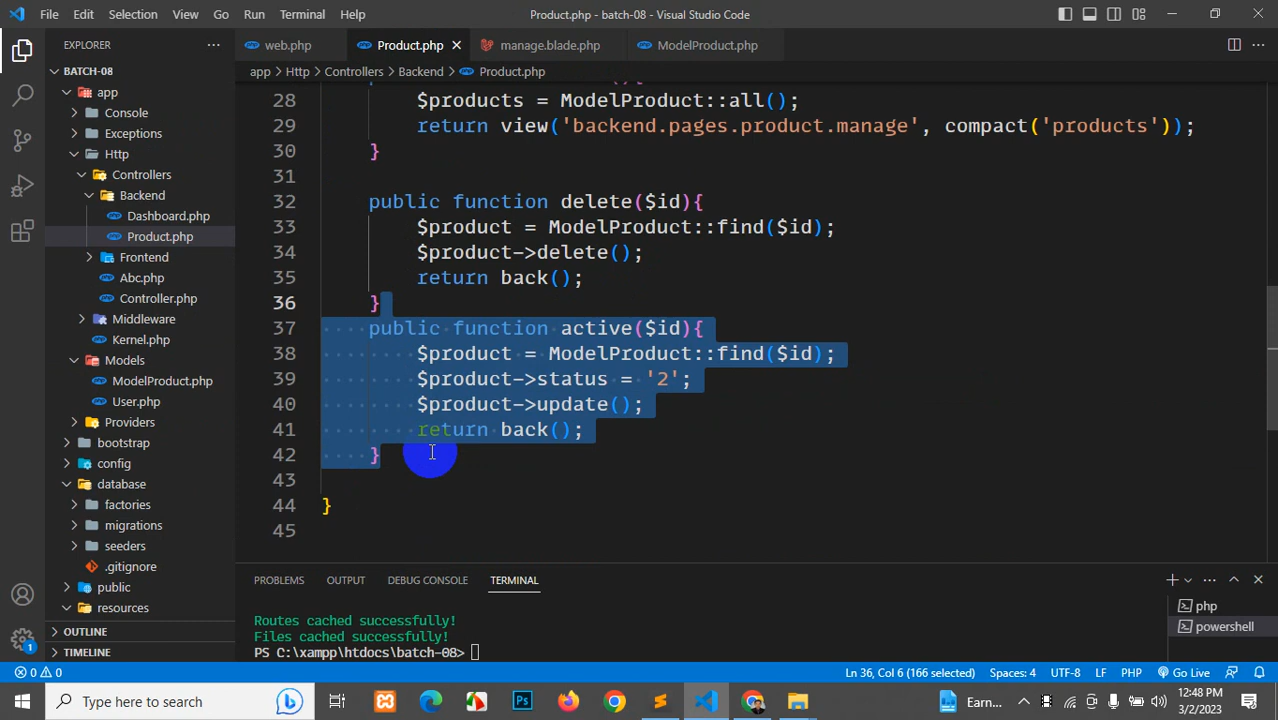 File Edit Selection View Go Run Terminal Help Product.php - batch-08 - Visual Studio Code
EXPLORER
web.php Product.php manage.blade.php ModelProduct.php
app > Http > Controllers > Backend > Product.php
BATCH-08
app
Console
Exceptions
Http
Controllers
Backend
Dashboard.php
Product.php
Frontend
Abc.php
Controller.php
Middleware
Kernel.php
Models
ModelProduct.php
User.php
Providers
bootstrap
config
database
factories
migrations
seeders
.gitignore
public
resources
OUTLINE
TIMELINE
28 $products = ModelProduct::all();
29 return view('backend.pages.product.manage', compact('products'));
30 }
31
32 public function delete($id){
33 $product = ModelProduct::find($id);
34 $product->delete();
35 return back();
36 }
37 public function active($id){
38 $product = ModelProduct::find($id);
39 $product->status = '2';
40 $product->update();
41 return back();
42 }
43
44 }
45
PROBLEMS OUTPUT DEBUG CONSOLE TERMINAL
Routes cached successfully!
Files cached successfully!
PS C:\xampp\htdocs\batch-08>
php
powershell
1
0 0 Ln 36, Col 6 (166 selected) Spaces: 4 UTF-8 LF PHP Go Live
Type here to search Ps Earn... 12:48 PM
3/2/2023